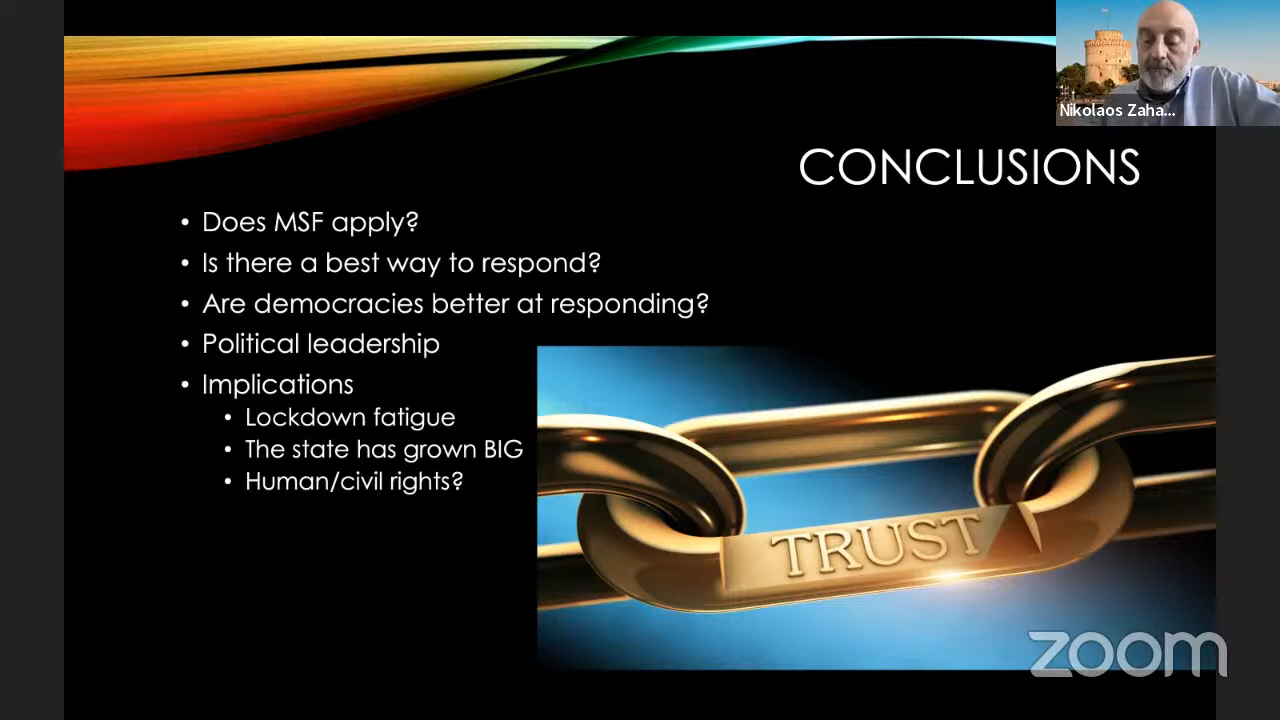 Nikolaos Zaha...
CONCLUSIONS
• Does MSF apply?
• Is there a best way to respond?
• Are democracies better at responding?
• Political leadership
• Implications
• Lockdown fatigue
• The state has grown BIG
• Human/civil rights?
TRUST
zoom